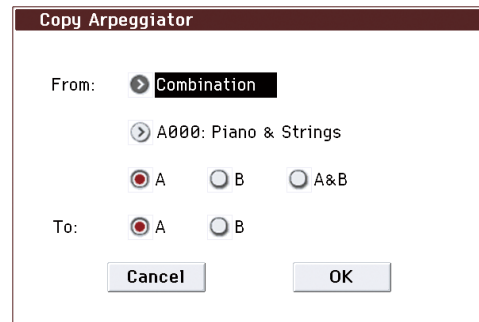 Copy Arpeggiator
From: Combination
A000: Piano & Strings
A B A&B
To: A B
Cancel OK